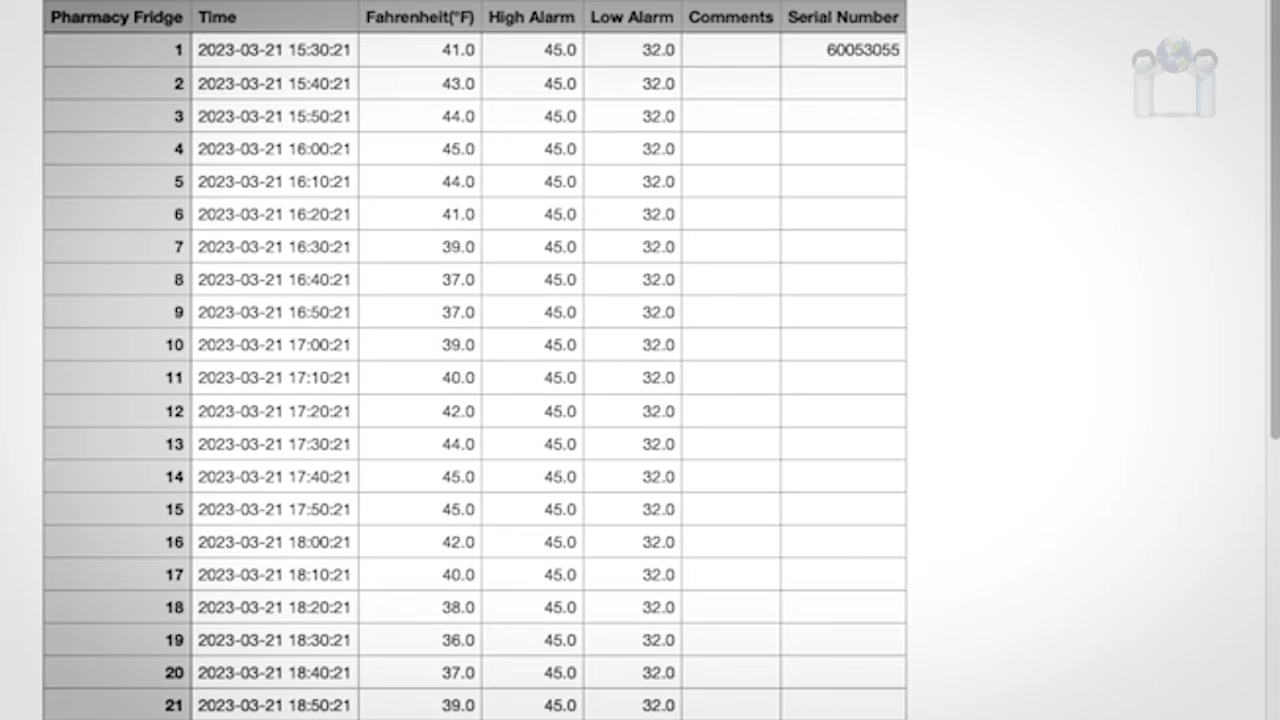 Pharmacy Fridge Time Fahrenheit(°F) High Alarm Low Alarm Comments Serial Number
1 2023-03-21 15:30:21 41.0 45.0 32.0 60053055
2 2023-03-21 15:40:21 43.0 45.0 32.0
3 2023-03-21 15:50:21 44.0 45.0 32.0
4 2023-03-21 16:00:21 45.0 45.0 32.0
5 2023-03-21 16:10:21 44.0 45.0 32.0
6 2023-03-21 16:20:21 41.0 45.0 32.0
7 2023-03-21 16:30:21 39.0 45.0 32.0
8 2023-03-21 16:40:21 37.0 45.0 32.0
9 2023-03-21 16:50:21 37.0 45.0 32.0
10 2023-03-21 17:00:21 39.0 45.0 32.0
11 2023-03-21 17:10:21 40.0 45.0 32.0
12 2023-03-21 17:20:21 42.0 45.0 32.0
13 2023-03-21 17:30:21 44.0 45.0 32.0
14 2023-03-21 17:40:21 45.0 45.0 32.0
15 2023-03-21 17:50:21 45.0 45.0 32.0
16 2023-03-21 18:00:21 42.0 45.0 32.0
17 2023-03-21 18:10:21 40.0 45.0 32.0
18 2023-03-21 18:20:21 38.0 45.0 32.0
19 2023-03-21 18:30:21 36.0 45.0 32.0
20 2023-03-21 18:40:21 37.0 45.0 32.0
21 2023-03-21 18:50:21 39.0 45.0 32.0